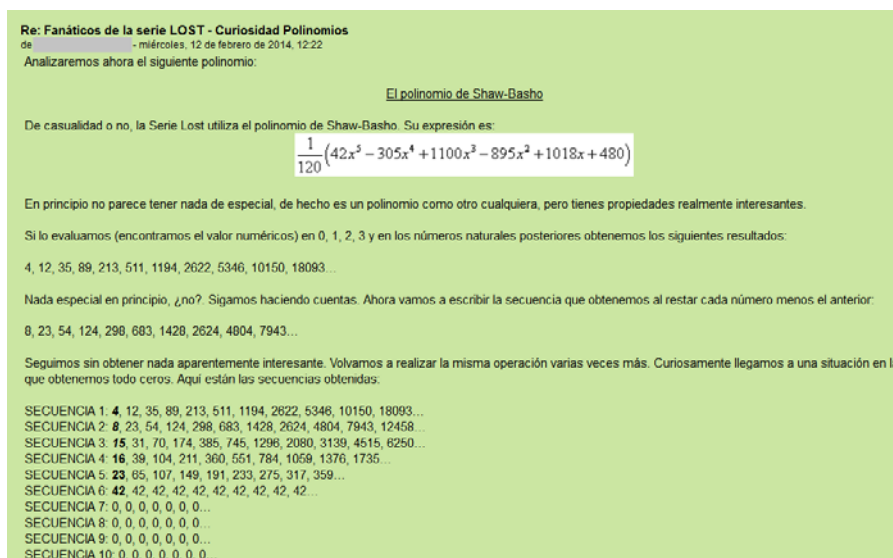 Re: Fanáticos de la serie LOST - Curiosidad Polinomios
de - miércoles, 12 de febrero de 2014, 12:22
Analizaremos ahora el siguiente polinomio:
El polinomio de Shaw-Basho
De casualidad o no, la Serie Lost utiliza el polinomio de Shaw-Basho. Su expresión es:
1/120 (42x⁵ − 305x⁴ + 1100x³ − 895x² + 1018x + 480)
En principio no parece tener nada de especial, de hecho es un polinomio como otro cualquiera, pero tienes propiedades realmente interesantes.
Si lo evaluamos (encontramos el valor numéricos) en 0, 1, 2, 3 y en los números naturales posteriores obtenemos los siguientes resultados:
4, 12, 35, 89, 213, 511, 1194, 2622, 5346, 10150, 18093...
Nada especial en principio, ¿no?. Sigamos haciendo cuentas. Ahora vamos a escribir la secuencia que obtenemos al restar cada número menos el anterior:
8, 23, 54, 124, 298, 683, 1428, 2624, 4804, 7943...
Seguimos sin obtener nada aparentemente interesante. Volvamos a realizar la misma operación varias veces más. Curiosamente llegamos a una situación en
que obtenemos todo ceros. Aquí están las secuencias obtenidas:
SECUENCIA 1: 4, 12, 35, 89, 213, 511, 1194, 2622, 5346, 10150, 18093...
SECUENCIA 2: 8, 23, 54, 124, 298, 683, 1428, 2624, 4804, 7943, 12458...
SECUENCIA 3: 15, 31, 70, 174, 385, 745, 1296, 2080, 3139, 4515, 6250...
SECUENCIA 4: 16, 39, 104, 211, 360, 551, 784, 1059, 1376, 1735...
SECUENCIA 5: 23, 65, 107, 149, 191, 233, 275, 317, 359...
SECUENCIA 6: 42, 42, 42, 42, 42, 42, 42, 42, 42, 42...
SECUENCIA 7: 0, 0, 0, 0, 0, 0, 0...
SECUENCIA 8: 0, 0, 0, 0, 0, 0, 0...
SECUENCIA 9: 0, 0, 0, 0, 0, 0, 0...
SECUENCIA 10: 0, 0, 0, 0, 0, 0, 0...